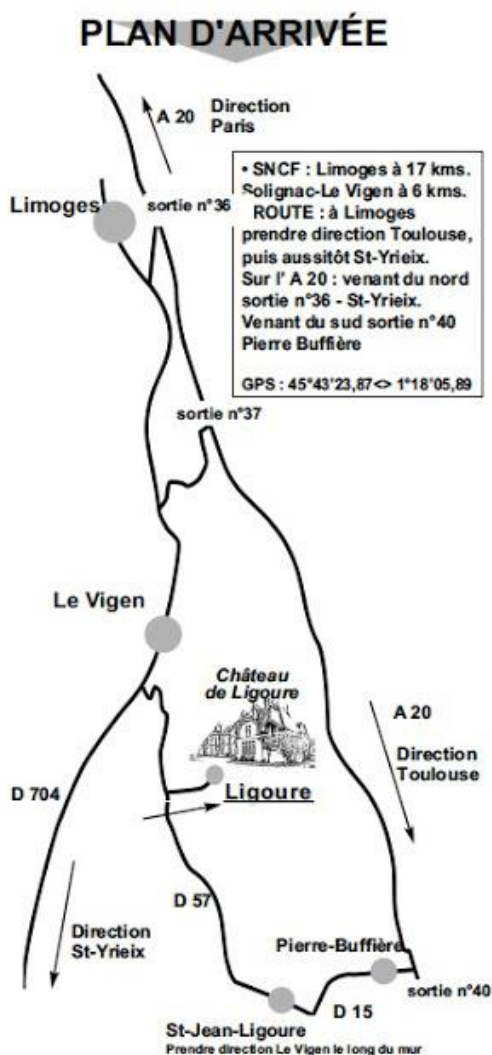 PLAN D'ARRIVÉE
A 20
Direction
Paris
• SNCF : Limoges à 17 kms.
Solignac-Le Vigen à 6 kms.
ROUTE : à Limoges
prendre direction Toulouse,
puis aussitôt St-Yrieix.
Sur l' A 20 : venant du nord
sortie n°36 - St-Yrieix.
Venant du sud sortie n°40
Pierre Buffière
GPS : 45°43'23,87<> 1°18'05,89
Limoges
sortie n°36
sortie n°37
Le Vigen
Château
de Ligoure
A 20
Direction
Toulouse
Ligoure
D 704
D 57
Direction
St-Yrieix
Pierre-Buffière
sortie n°40
D 15
St-Jean-Ligoure
Prendre direction Le Vigen le long du mur